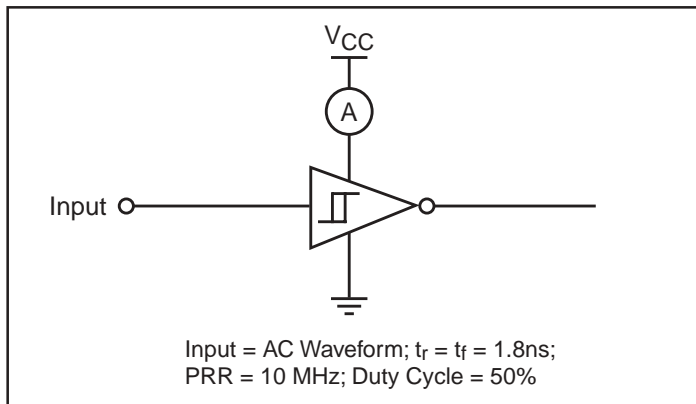 VCC
A
Input
Input = AC Waveform; tr = tf = 1.8ns;
PRR = 10 MHz; Duty Cycle = 50%